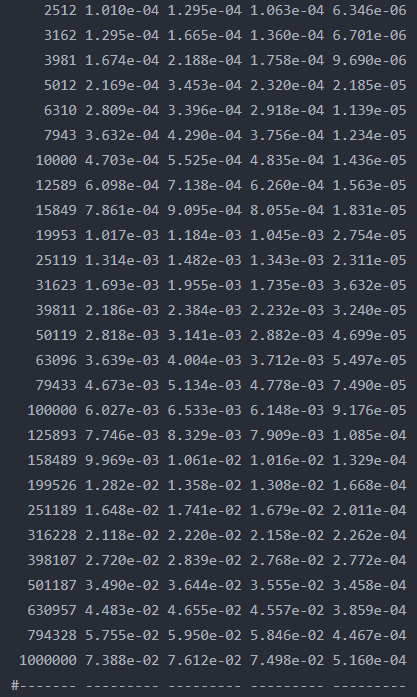 2512 1.010e-04 1.295e-04 1.063e-04 6.346e-06
3162 1.295e-04 1.665e-04 1.360e-04 6.701e-06
3981 1.674e-04 2.188e-04 1.758e-04 9.690e-06
5012 2.169e-04 3.453e-04 2.320e-04 2.185e-05
6310 2.809e-04 3.396e-04 2.918e-04 1.139e-05
7943 3.632e-04 4.290e-04 3.756e-04 1.234e-05
10000 4.703e-04 5.525e-04 4.835e-04 1.436e-05
12589 6.098e-04 7.138e-04 6.260e-04 1.563e-05
15849 7.861e-04 9.095e-04 8.055e-04 1.831e-05
19953 1.017e-03 1.184e-03 1.045e-03 2.754e-05
25119 1.314e-03 1.482e-03 1.343e-03 2.311e-05
31623 1.693e-03 1.955e-03 1.735e-03 3.632e-05
39811 2.186e-03 2.384e-03 2.232e-03 3.240e-05
50119 2.818e-03 3.141e-03 2.882e-03 4.699e-05
63096 3.639e-03 4.004e-03 3.712e-03 5.497e-05
79433 4.673e-03 5.134e-03 4.778e-03 7.490e-05
100000 6.027e-03 6.533e-03 6.148e-03 9.176e-05
125893 7.746e-03 8.329e-03 7.909e-03 1.085e-04
158489 9.969e-03 1.061e-02 1.016e-02 1.329e-04
199526 1.282e-02 1.358e-02 1.308e-02 1.668e-04
251189 1.648e-02 1.741e-02 1.679e-02 2.011e-04
316228 2.118e-02 2.220e-02 2.158e-02 2.262e-04
398107 2.720e-02 2.839e-02 2.768e-02 2.772e-04
501187 3.490e-02 3.644e-02 3.555e-02 3.458e-04
630957 4.483e-02 4.655e-02 4.557e-02 3.859e-04
794328 5.755e-02 5.950e-02 5.846e-02 4.467e-04
1000000 7.388e-02 7.612e-02 7.498e-02 5.160e-04
#------- --------- --------- --------- ---------